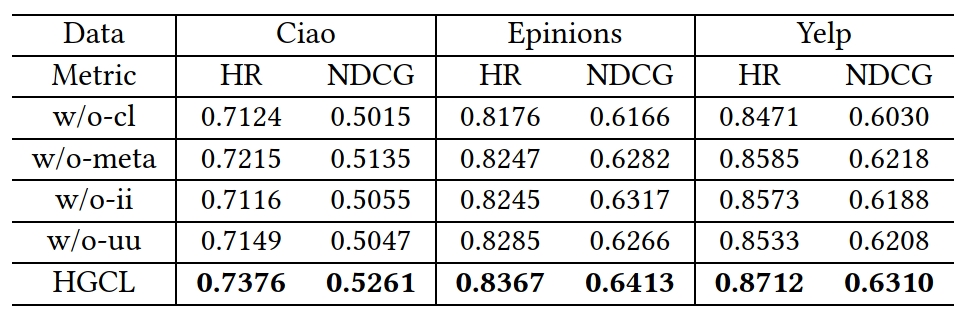 Data Ciao Epinions Yelp
Metric HR NDCG HR NDCG HR NDCG
w/o-cl 0.7124 0.5015 0.8176 0.6166 0.8471 0.6030
w/o-meta 0.7215 0.5135 0.8247 0.6282 0.8585 0.6218
w/o-ii 0.7116 0.5055 0.8245 0.6317 0.8573 0.6188
w/o-uu 0.7149 0.5047 0.8285 0.6266 0.8533 0.6208
HGCL 0.7376 0.5261 0.8367 0.6413 0.8712 0.6310